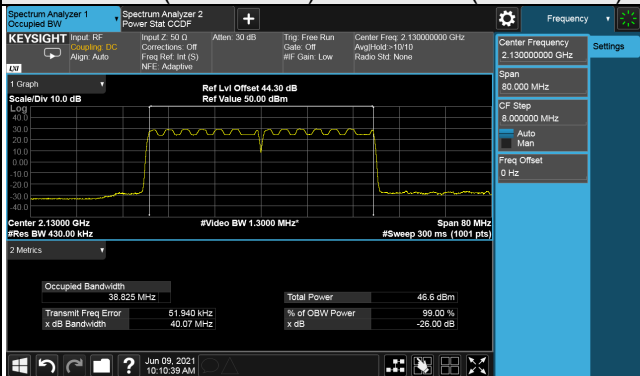 Spectrum Analyzer 1
Occupied BW
Spectrum Analyzer 2
Power Stat CCDF
+
Frequency
KEYSIGHT
Input: RF
Coupling: DC
Align: Auto
LXI
Input Z: 50 Ω
Corrections: Off
Freq Ref: Int (S)
NFE: Adaptive
Atten: 30 dB
Trig: Free Run
Gate: Off
#IF Gain: Low
Center Freq: 2.130000000 GHz
Avg|Hold:>10/10
Radio Std: None
Center Frequency
2.130000000 GHz
Settings
Span
80.000 MHz
CF Step
8.000000 MHz
Auto
Man
Freq Offset
0 Hz
1 Graph
Scale/Div 10.0 dB
Ref Lvl Offset 44.30 dB
Ref Value 50.00 dBm
Log
40.0
30.0
20.0
10.0
0.00
-10.0
-20.0
-30.0
-40.0
Center 2.13000 GHz
#Res BW 430.00 kHz
#Video BW 1.3000 MHz*
Span 80 MHz
#Sweep 300 ms (1001 pts)
2 Metrics
Occupied Bandwidth
38.825 MHz
Total Power 46.6 dBm
Transmit Freq Error 51.940 kHz
% of OBW Power 99.00 %
x dB Bandwidth 40.07 MHz
x dB -26.00 dB
?
Jun 09, 2021
10:10:39 AM